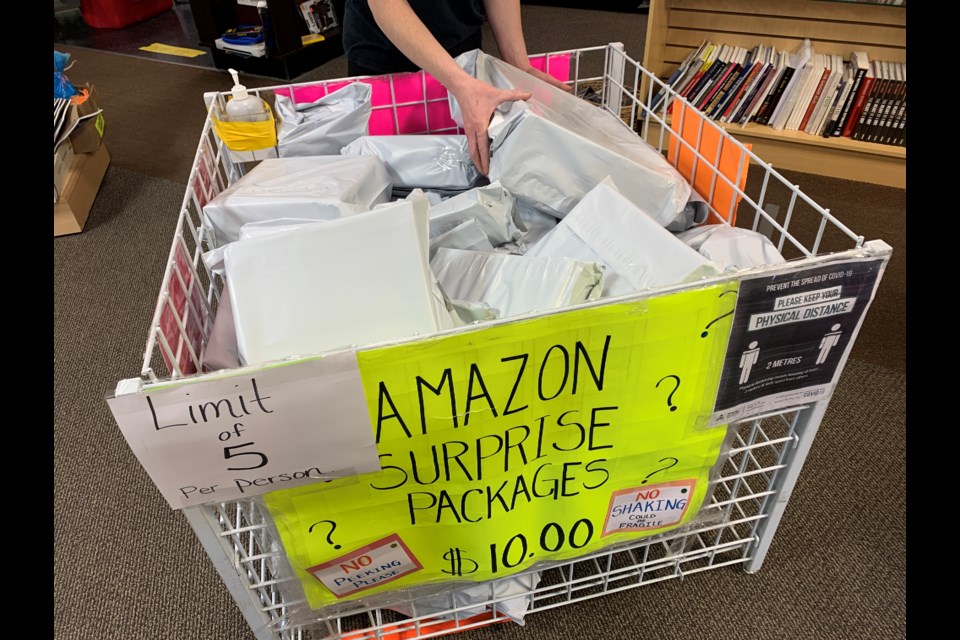 Limit
of
5
Per person
AMAZON
SURPRISE
PACKAGES
$10.00
?
?
?
?
NO
PEEKING
PLEASE
NO
SHAKING
COULD
BE
FRAGILE
PREVENT THE SPREAD OF COVID-19
PLEASE KEEP YOUR
PHYSICAL DISTANCE
2 METRES